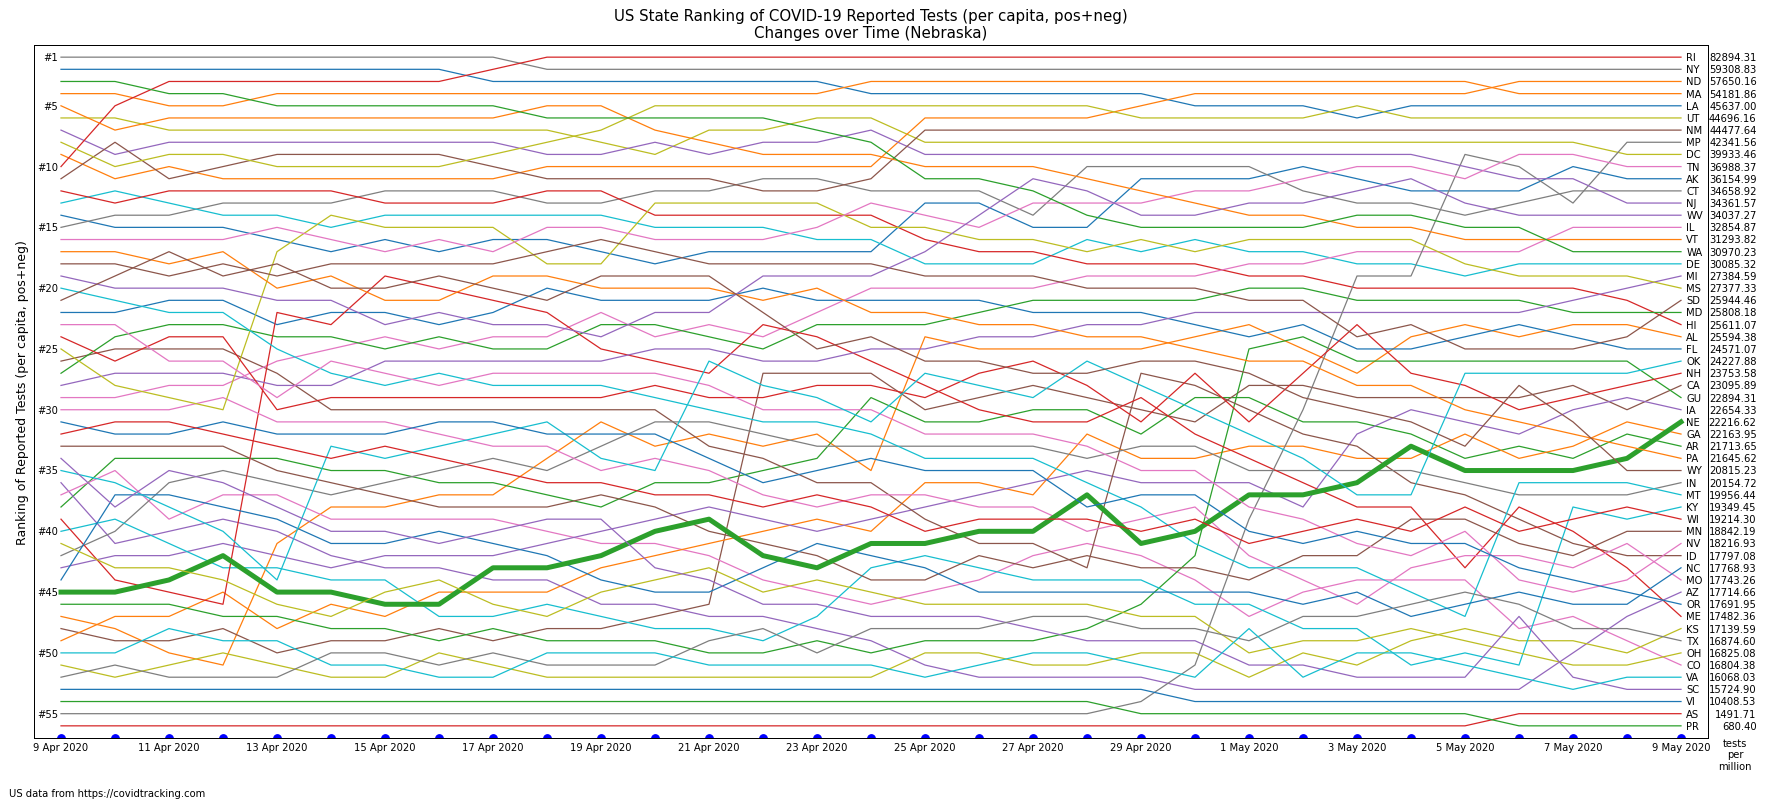 US State Ranking of COVID-19 Reported Tests (per capita, pos+neg)
Changes over Time (Nebraska)
Ranking of Reported Tests (per capita, pos+neg)
#1
#5
#10
#15
#20
#25
#30
#35
#40
#45
#50
#55
RI 82894.31
NY 59308.83
ND 57650.16
MA 54181.86
LA 45637.00
UT 44696.16
NM 44477.64
MP 42341.56
DC 39933.46
TN 36988.37
AK 36154.99
CT 34658.92
NJ 34361.57
WV 34037.27
IL 32854.87
VT 31293.82
WA 30970.23
DE 30085.32
MI 27384.59
MS 27377.33
SD 25944.46
MD 25808.18
HI 25611.07
AL 25594.38
FL 24571.07
OK 24227.88
NH 23753.58
CA 23095.89
GU 22894.31
IA 22654.33
NE 22216.62
GA 22163.95
AR 21713.65
PA 21645.62
WY 20815.23
IN 20154.72
MT 19956.44
KY 19349.45
WI 19214.30
MN 18842.19
NV 18216.93
ID 17797.08
NC 17768.93
MO 17743.26
AZ 17714.66
OR 17691.95
ME 17482.36
KS 17139.59
TX 16874.60
OH 16825.08
CO 16804.38
VA 16068.03
SC 15724.90
VI 10408.53
AS 1491.71
PR 680.40
9 Apr 2020 11 Apr 2020 13 Apr 2020 15 Apr 2020 17 Apr 2020 19 Apr 2020 21 Apr 2020 23 Apr 2020 25 Apr 2020 27 Apr 2020 29 Apr 2020 1 May 2020 3 May 2020 5 May 2020 7 May 2020 9 May 2020
tests
per
million
US data from https://covidtracking.com